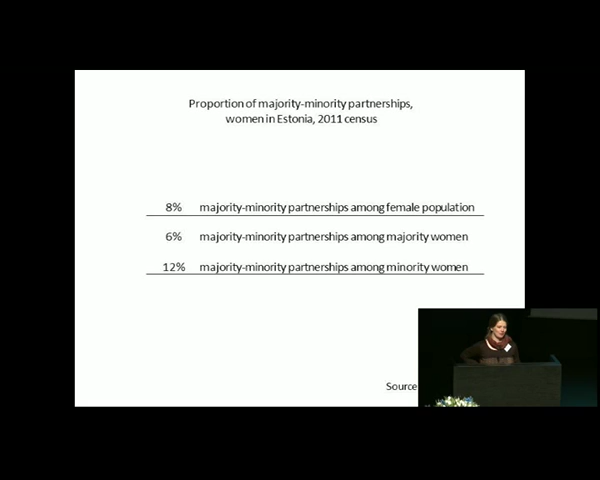 Proportion of majority-minority partnerships,
women in Estonia, 2011 census
8% majority-minority partnerships among female population
6% majority-minority partnerships among majority women
12% majority-minority partnerships among minority women
Source